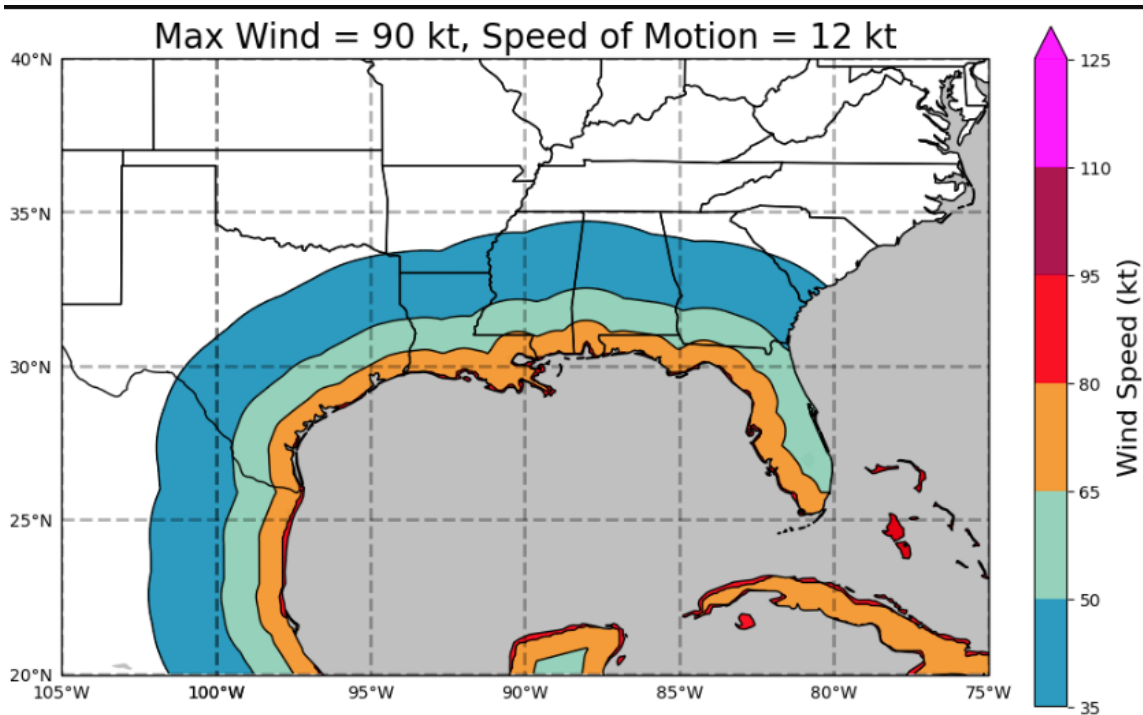 Max Wind = 90 kt, Speed of Motion = 12 kt
40°N
35°N
30°N
25°N
20°N
105°W
100°W
95°W
90°W
85°W
80°W
75°W
125
110
95
80
65
50
35
Wind Speed (kt)